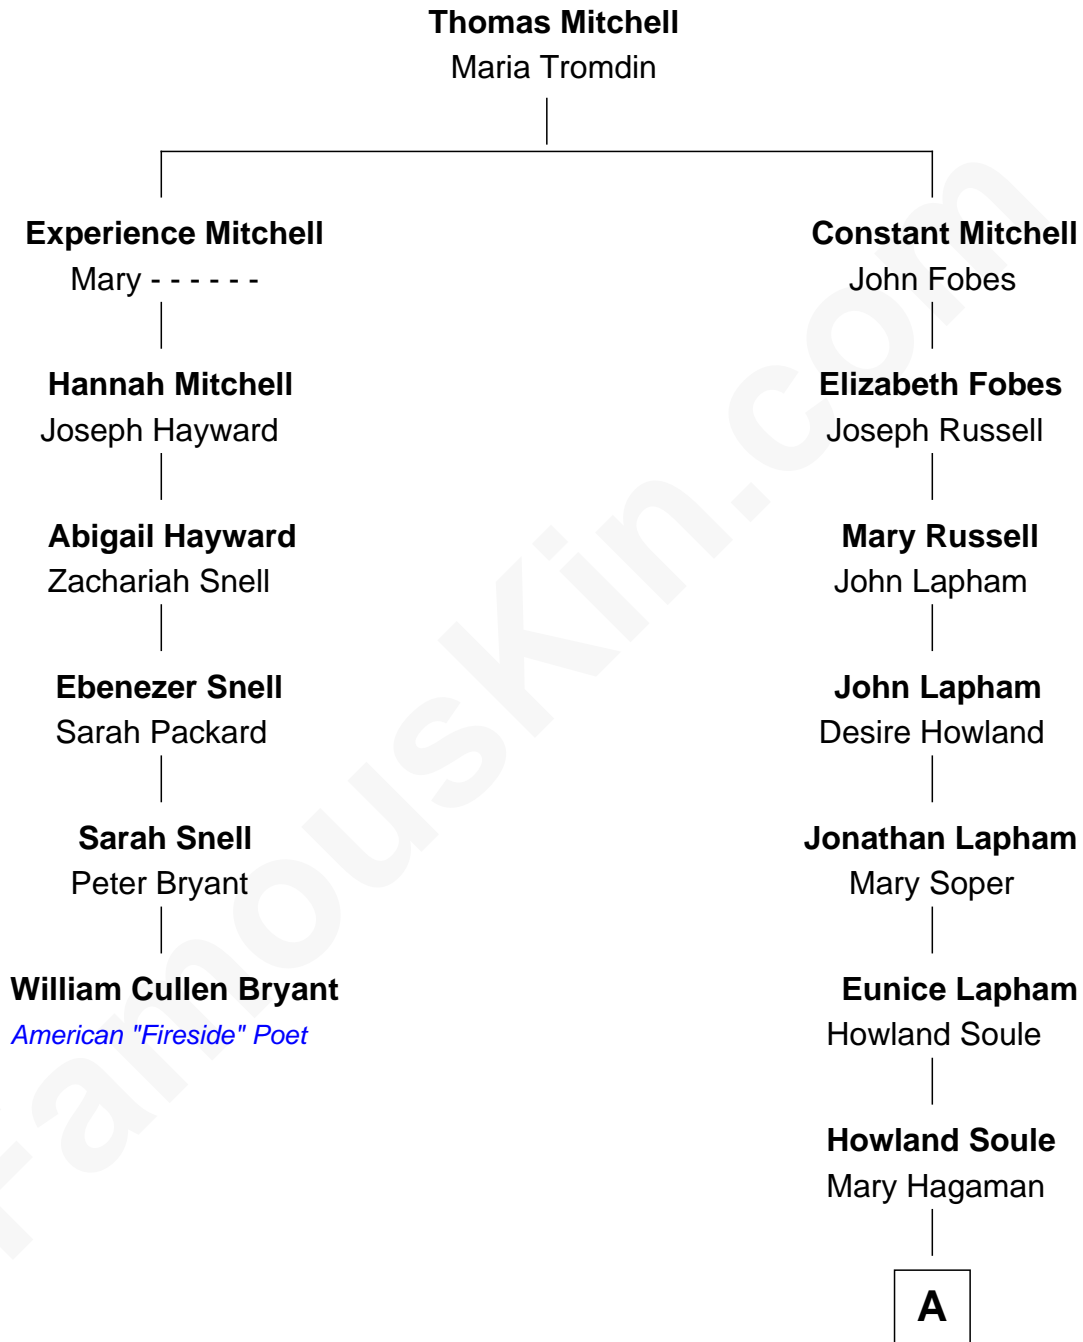 Thomas Mitchell
Maria Tromdin
Experience Mitchell
Mary - - - - - -
Constant Mitchell
John Fobes
Hannah Mitchell
Joseph Hayward
Elizabeth Fobes
Joseph Russell
Abigail Hayward
Zachariah Snell
Mary Russell
John Lapham
Ebenezer Snell
Sarah Packard
John Lapham
Desire Howland
Sarah Snell
Peter Bryant
Jonathan Lapham
Mary Soper
William Cullen Bryant
American "Fireside" Poet
Eunice Lapham
Howland Soule
Howland Soule
Mary Hagaman
A
FamousKin.com